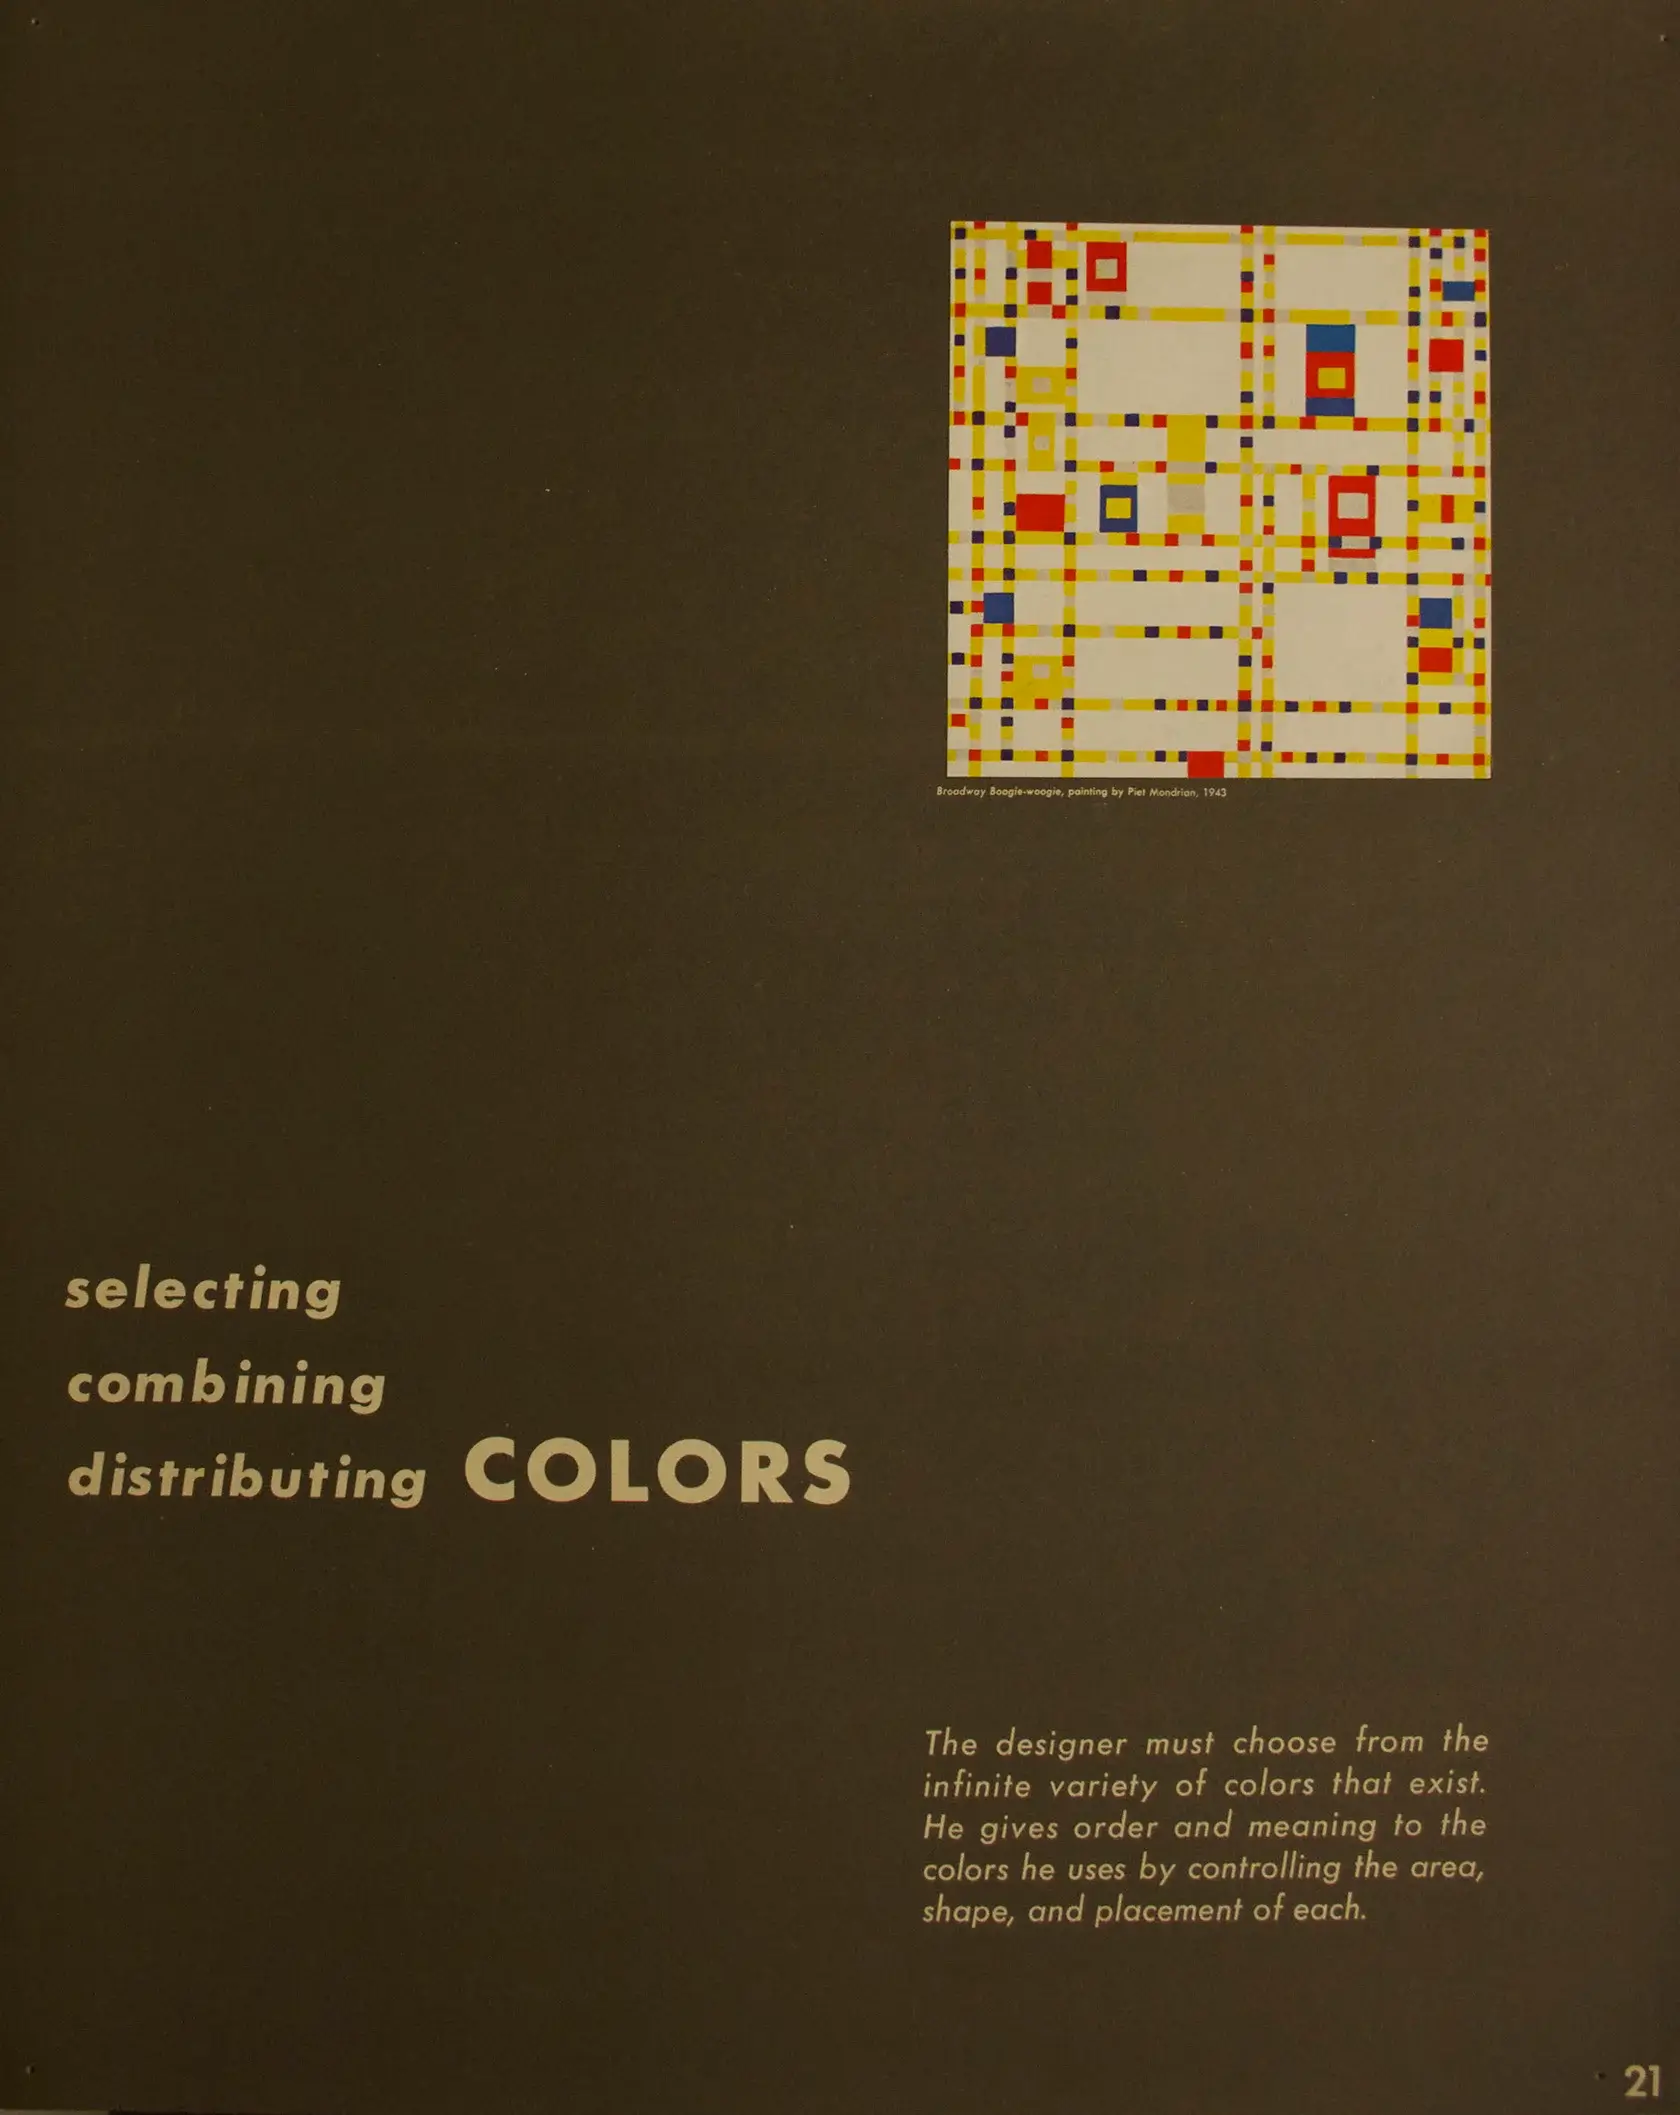 Broadway Boogie-woogie, painting by Piet Mondrian, 1943
selecting
combining
distributing COLORS
The designer must choose from the
infinite variety of colors that exist.
He gives order and meaning to the
colors he uses by controlling the area,
shape, and placement of each.
21